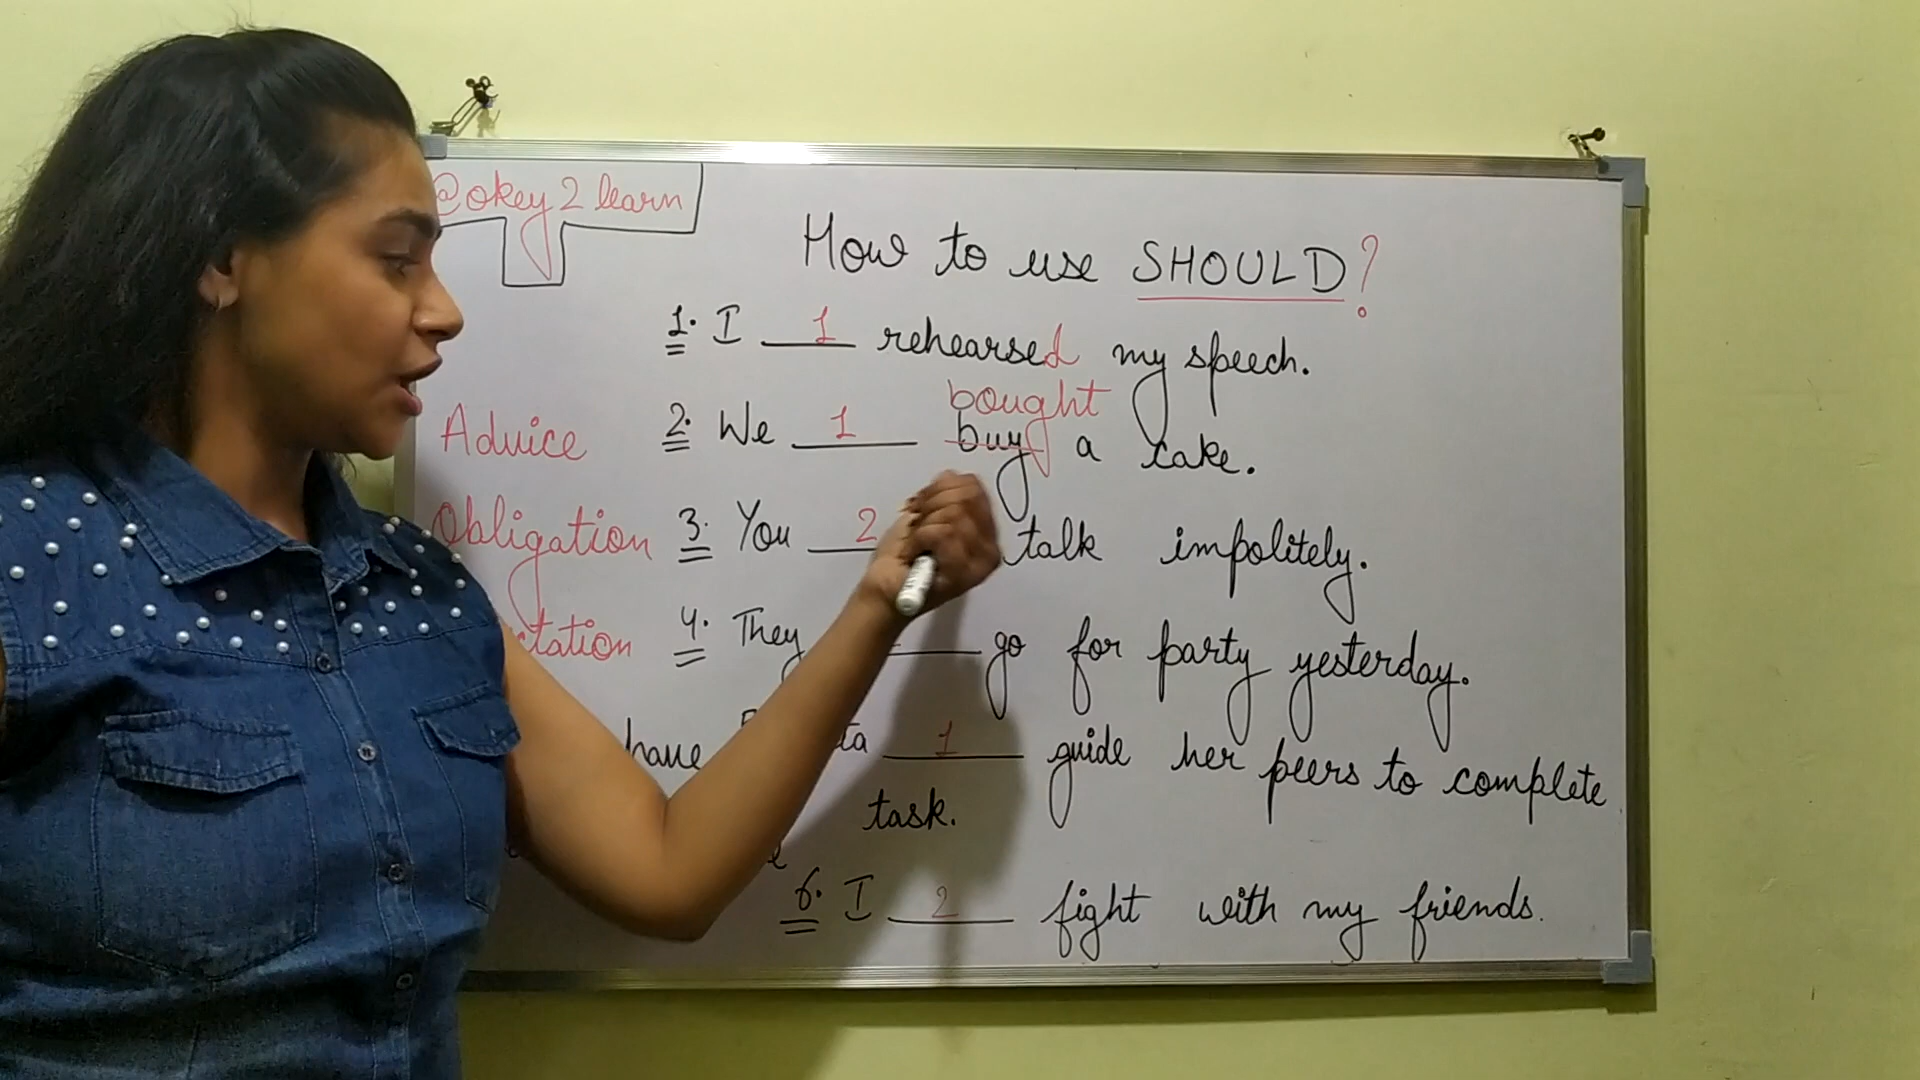 @okey2learn
How to use SHOULD?
1. I __1__ rehearsed my speech.
bought
Advice 2. We __1__ buy a cake.
Obligation 3. You __2__ talk impolitely.
4. They ____ go for party yesterday.
have __1__ guide her peers to complete
task.
6. I __2__ fight with my friends.